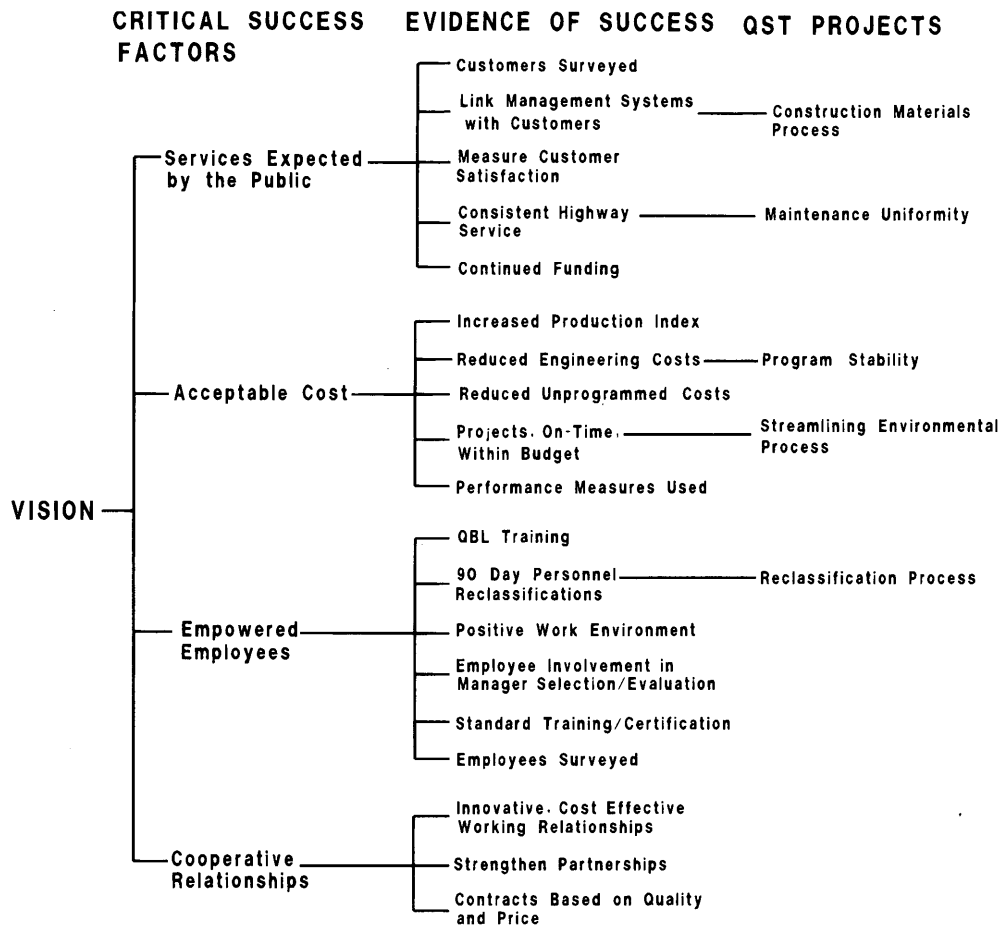 CRITICAL SUCCESS
FACTORS
EVIDENCE OF SUCCESS
QST PROJECTS
VISION
Services Expected
by the Public
Customers Surveyed
Link Management Systems
with Customers
Construction Materials
Process
Measure Customer
Satisfaction
Consistent Highway
Service
Maintenance Uniformity
Continued Funding
Acceptable Cost
Increased Production Index
Reduced Engineering Costs
Program Stability
Reduced Unprogrammed Costs
Projects, On-Time,
Within Budget
Streamlining Environmental
Process
Performance Measures Used
Empowered
Employees
QBL Training
90 Day Personnel
Reclassifications
Reclassification Process
Positive Work Environment
Employee Involvement in
Manager Selection/Evaluation
Standard Training/Certification
Employees Surveyed
Cooperative
Relationships
Innovative, Cost Effective
Working Relationships
Strengthen Partnerships
Contracts Based on Quality
and Price